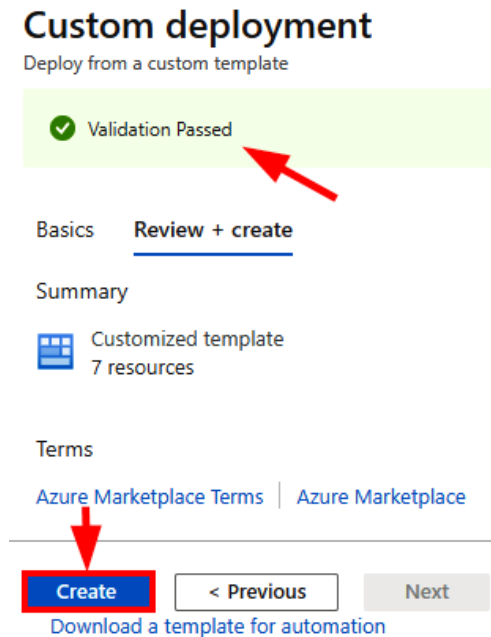 Custom deployment
Deploy from a custom template
Validation Passed
Basics Review + create
Summary
Customized template
7 resources
Terms
Azure Marketplace Terms Azure Marketplace
Create < Previous Next
Download a template for automation